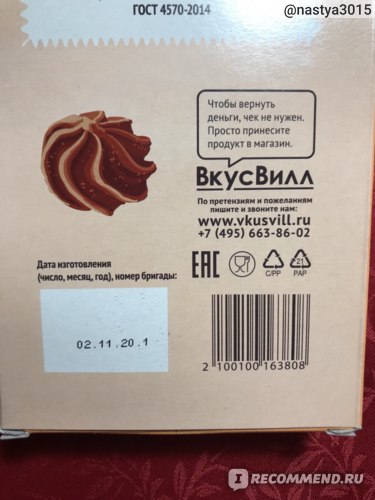 @nastya3015
ГОСТ 4570-2014
Чтобы вернуть
деньги, чек не нужен.
Просто принесите
продукт в магазин.
ВкусВилл
По претензиям и пожеланиям
пишите и звоните нам:
www.vkusvill.ru
+7 (495) 663-86-02
Дата изготовления
(число, месяц, год), номер бригады:
02.11.20.1
EAC
C/PP
21
PAP
2 100100 163808
IRECOMMEND.RU